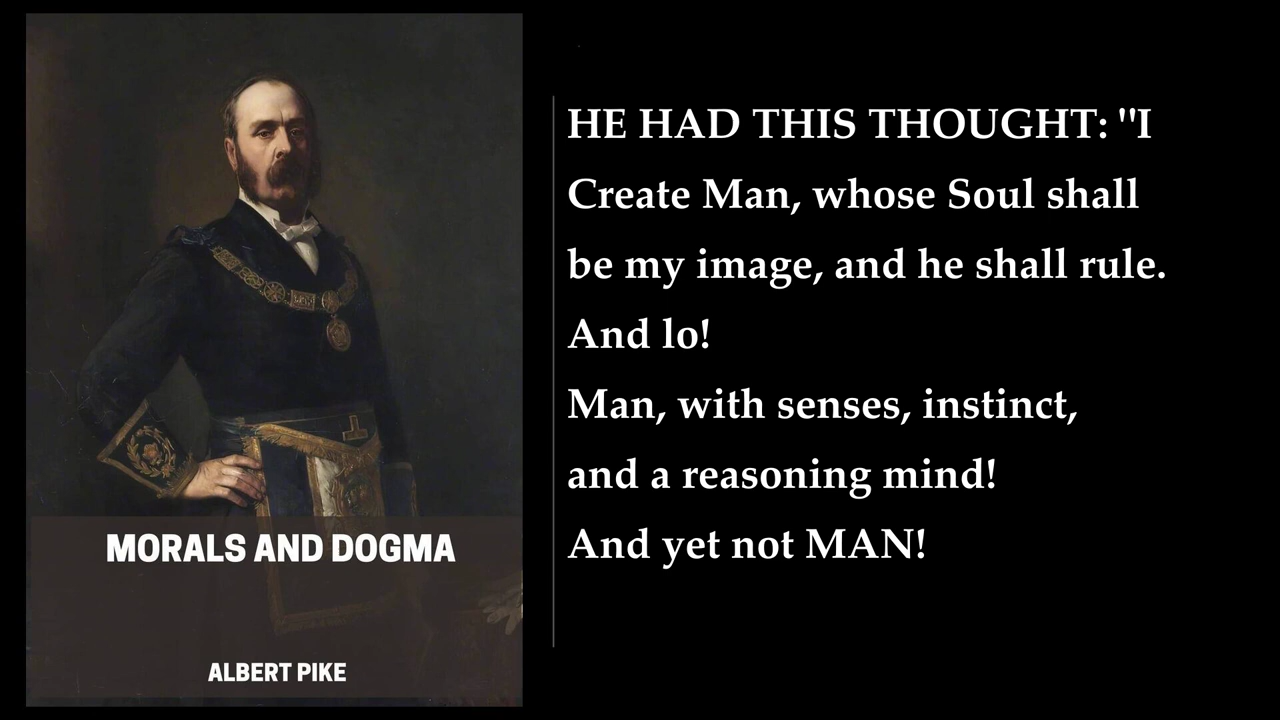 MORALS AND DOGMA
ALBERT PIKE
HE HAD THIS THOUGHT: "I
Create Man, whose Soul shall
be my image, and he shall rule.
And lo!
Man, with senses, instinct,
and a reasoning mind!
And yet not MAN!